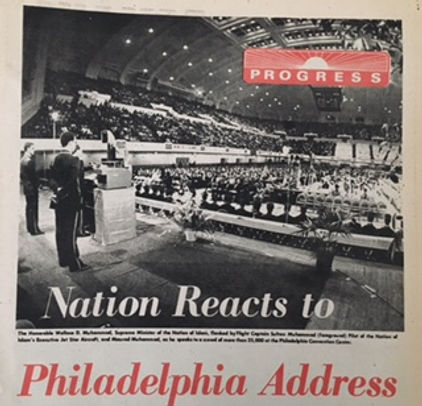 PROGRESS
Nation Reacts to
The Honorable Wallace D. Muhammad, Supreme Minister of the Nation of Islam, flanked by Flight Captain Sultan Muhammad (foreground) Pilot of the Nation of
Islam's Executive Jet Star Aircraft, and Masoud Muhammad, as he speaks to a crowd of more than 20,000 at the Philadelphia Convention Center.
Philadelphia Address